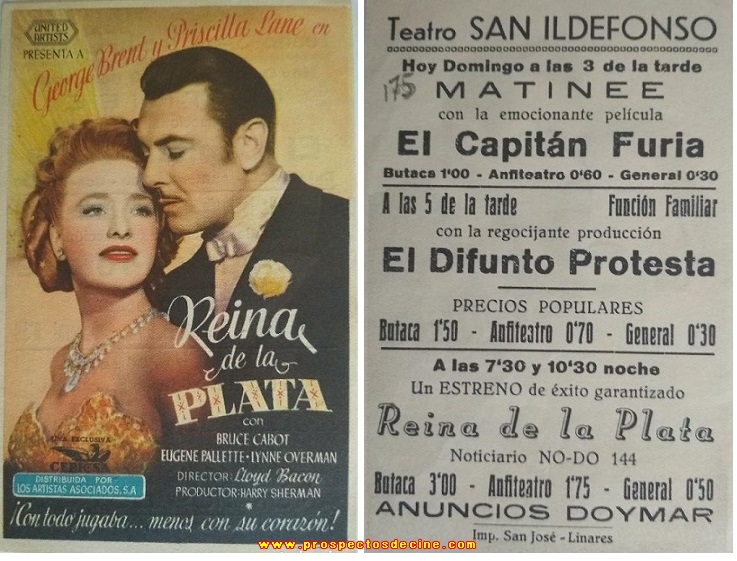 UNITED
ARTISTS
PRESENTA A
George Brent y Priscilla Lane en
Reina
de la
PLATA
con
BRUCE CABOT
EUGENE PALLETTE·LYNNE OVERMAN
DIRECTOR: Lloyd Bacon
PRODUCTOR: HARRY SHERMAN
UNA EXCLUSIVA
CEPICSA
DISTRIBUIDA POR:
LOS ARTISTAS ASOCIADOS, S.A
¡Con todo jugaba... menos con su corazón!
Teatro SAN ILDEFONSO
Hoy Domingo a las 3 de la tarde
175
MATINEE
con la emocionante película
El Capitán Furia
Butaca 1'00 - Anfiteatro 0'60 - General 0'30
A las 5 de la tarde Función Familiar
con la regocijante producción
El Difunto Protesta
PRECIOS POPULARES
Butaca 1'50 - Anfiteatro 0'70 - General 0'30
A las 7'30 y 10'30 noche
Un ESTRENO de éxito garantizado
Reina de la Plata
Noticiario NO-DO 144
Butaca 3'00 - Anfiteatro 1'75 - General 0'50
ANUNCIOS DOYMAR
Imp. San José - Linares
www.prospectosdecine.com